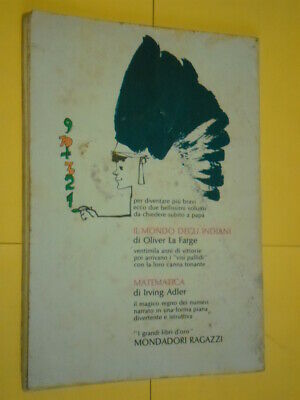 per diventare più bravi
ecco due bellissimi volumi
da chiedere subito a papà
IL MONDO DEGLI INDIANI
di Oliver La Farge
ventimila anni di vittorie
poi arrivano i "visi pallidi"
con la loro canna tonante
MATEMATICA
di Irving Adler
il magico regno dei numeri
narrato in una forma piana
divertente e istruttiva
"I grandi libri d'oro"
MONDADORI RAGAZZI